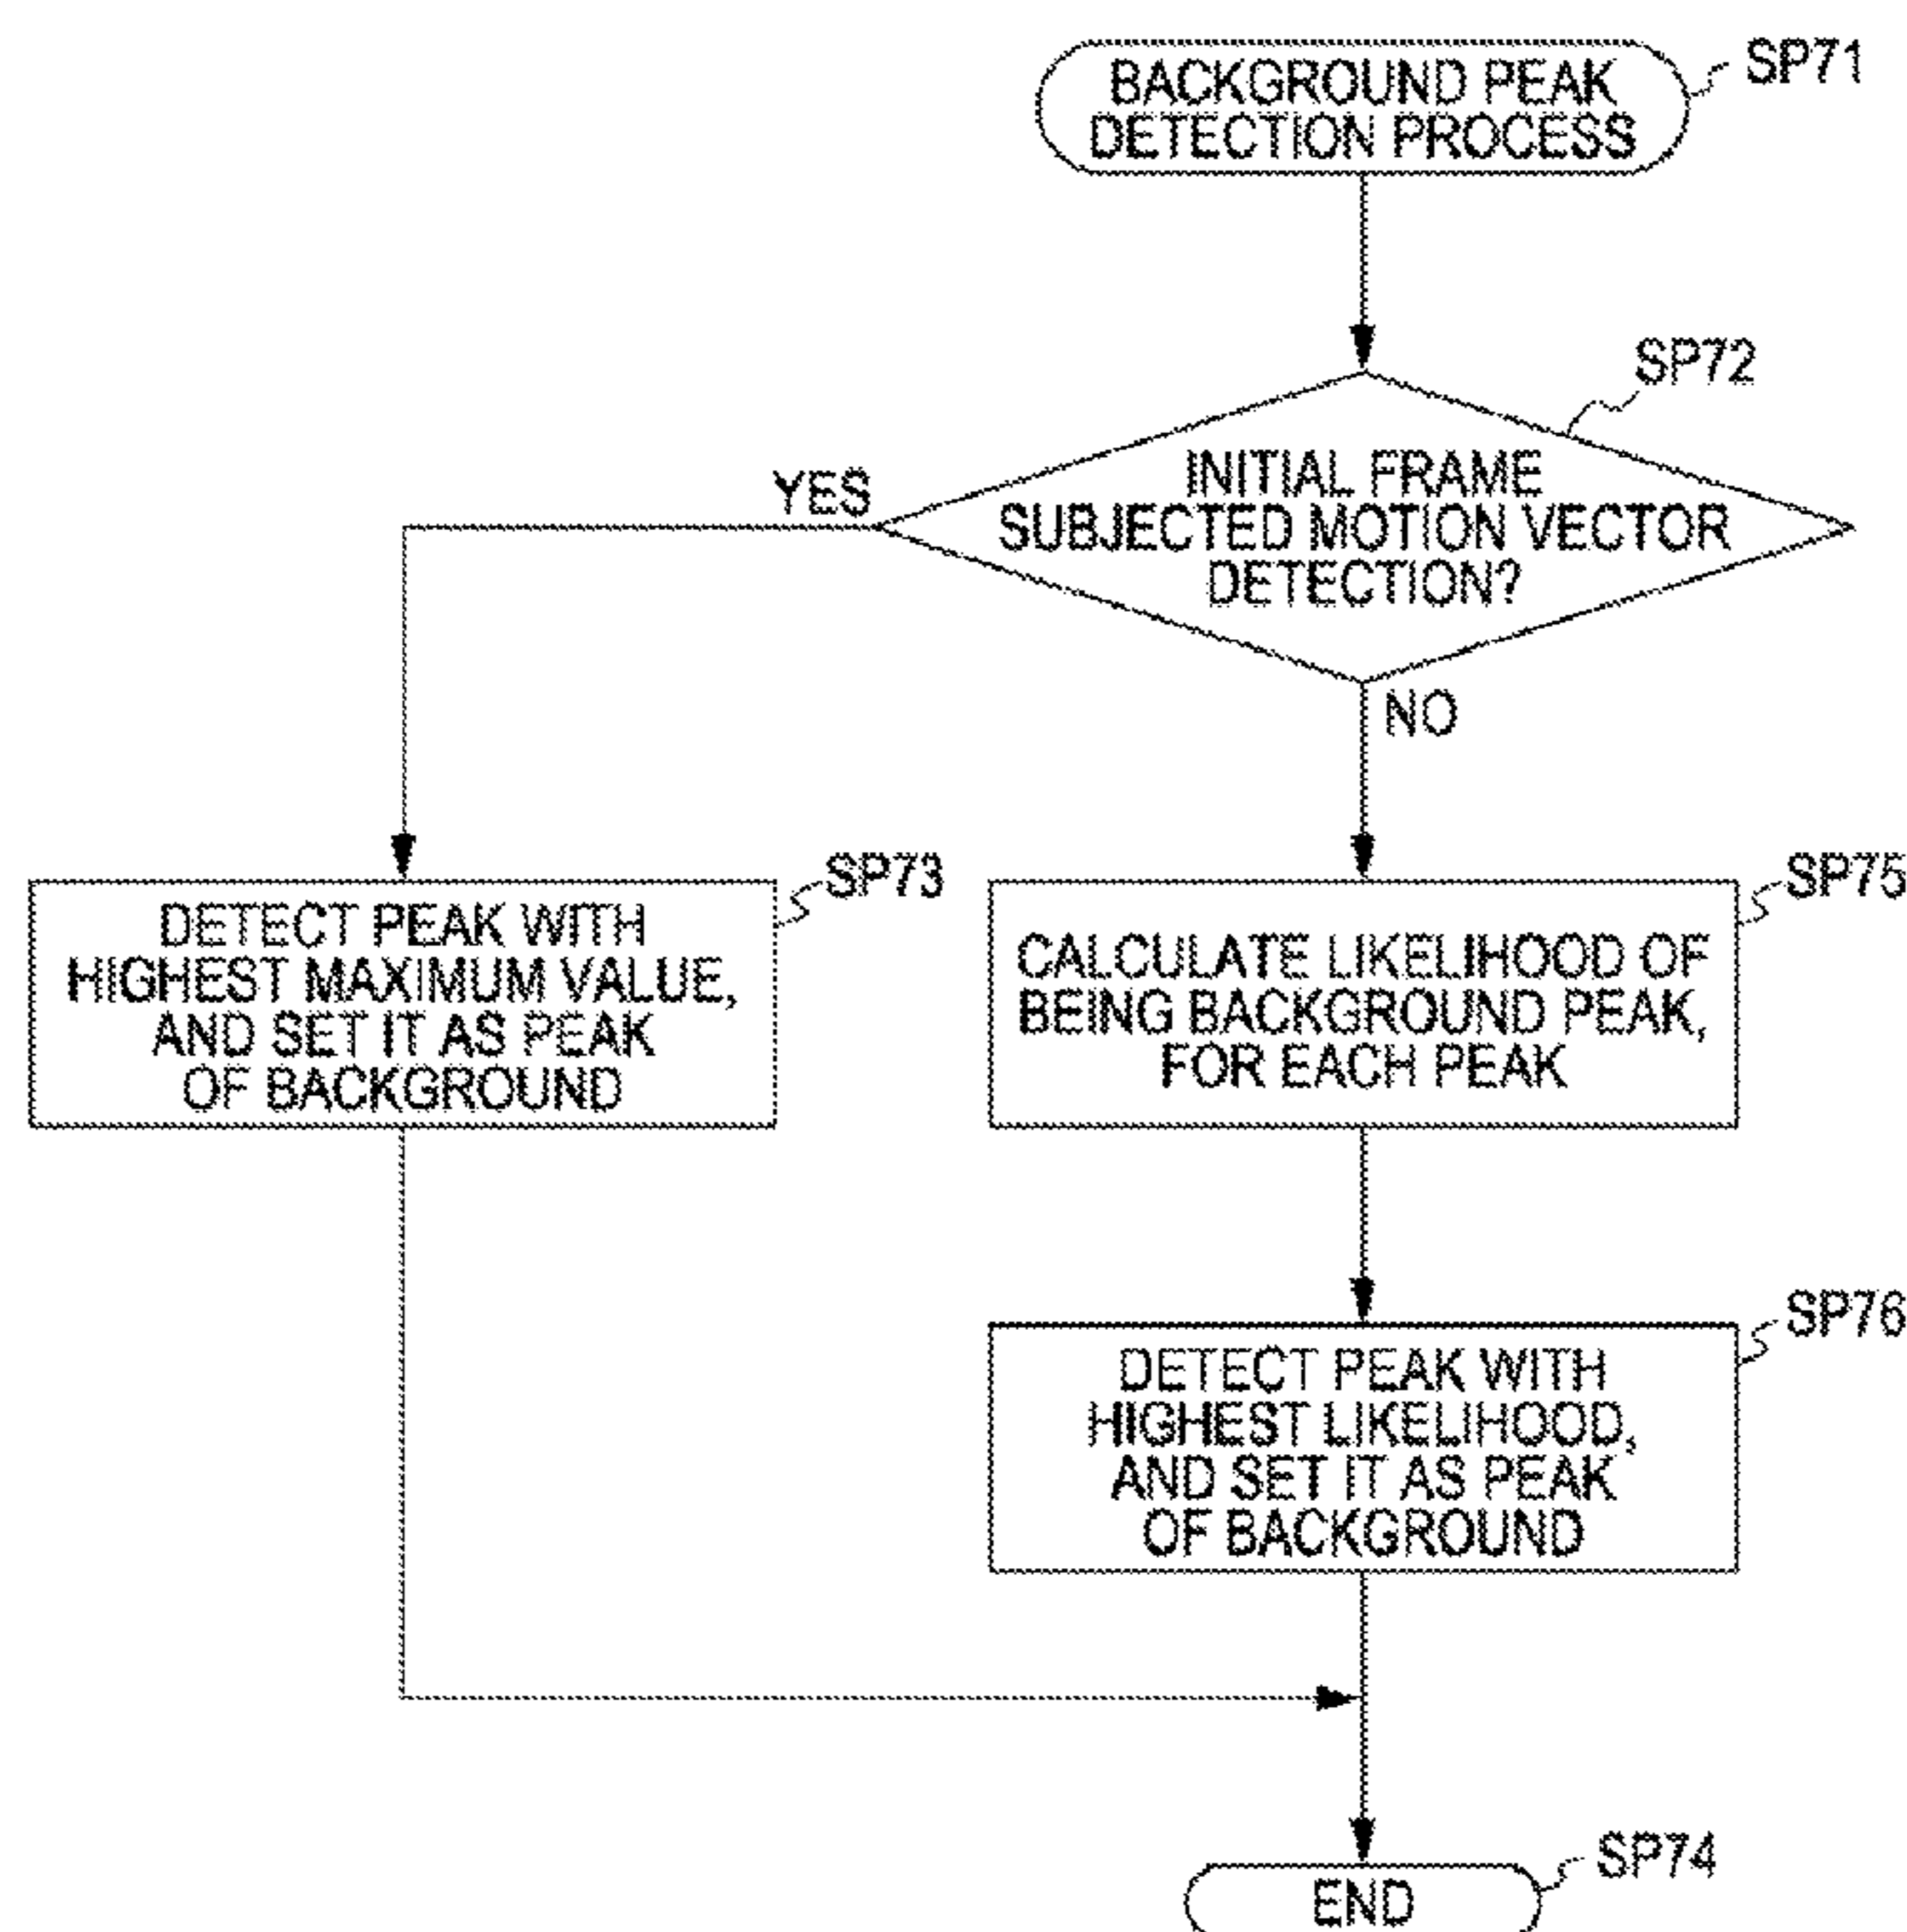 BACKGROUND PEAK
DETECTION PROCESS
SP71
SP72
INITIAL FRAME
SUBJECTED MOTION VECTOR
DETECTION?
YES
NO
SP73
DETECT PEAK WITH
HIGHEST MAXIMUM VALUE,
AND SET IT AS PEAK
OF BACKGROUND
SP75
CALCULATE LIKELIHOOD OF
BEING BACKGROUND PEAK,
FOR EACH PEAK
SP76
DETECT PEAK WITH
HIGHEST LIKELIHOOD,
AND SET IT AS PEAK
OF BACKGROUND
SP74
END